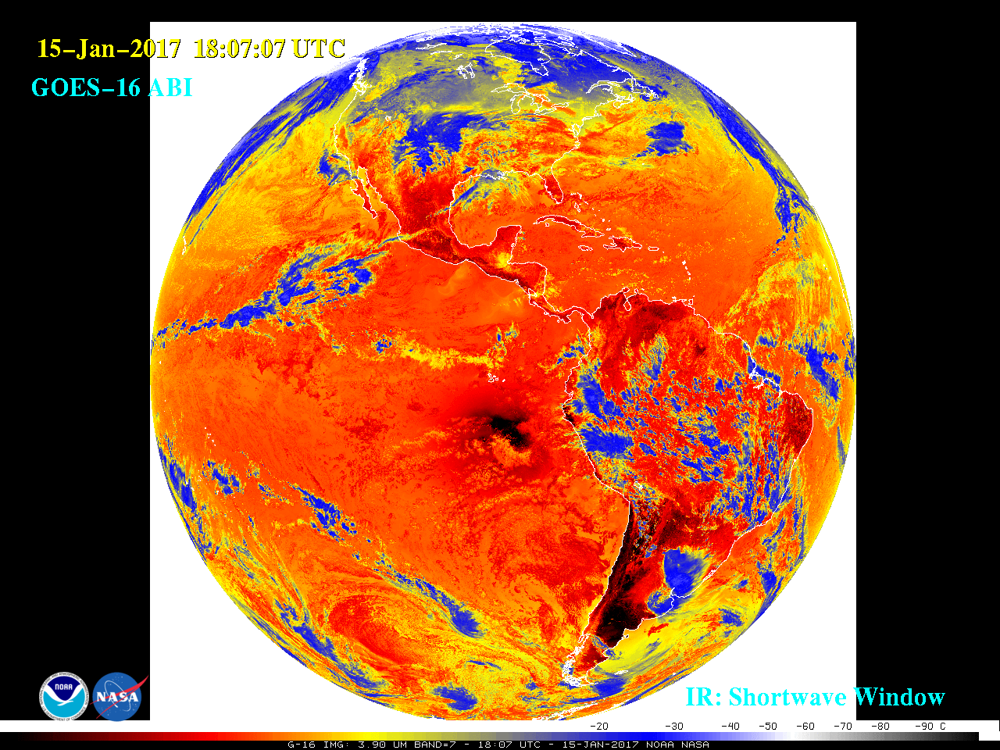 15-Jan-2017 18:07:07 UTC
GOES-16 ABI
NOAA
NASA
IR: Shortwave Window
-20 -30 -40 -50 -60 -70 -80 -90 C
G-16 IMG: 3.90 UM BAND=7 - 18:07 UTC - 15-JAN-2017 NOAA NASA